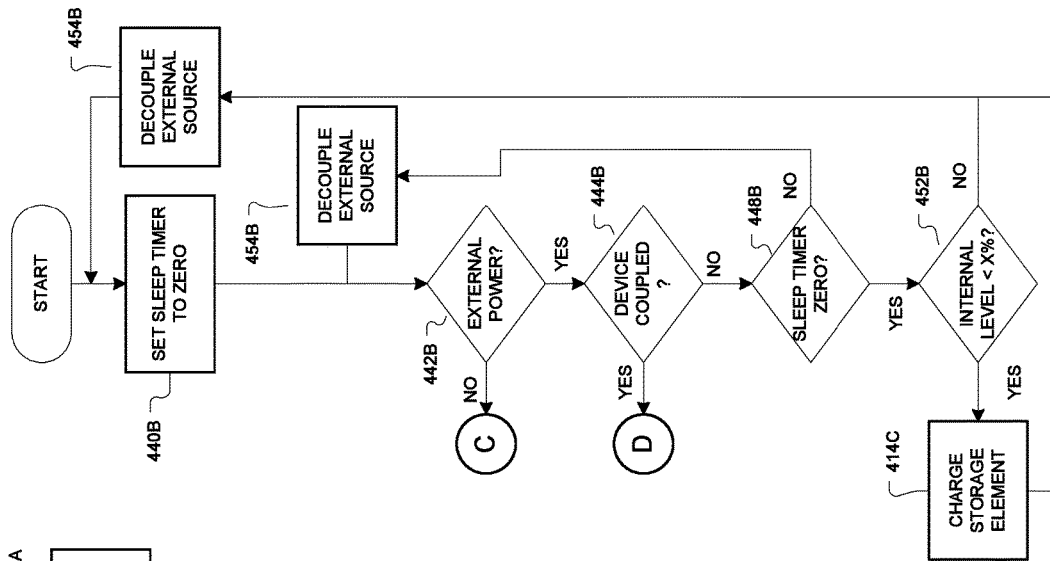 START
454B
DECOUPLE
EXTERNAL
SOURCE
SET SLEEP TIMER
TO ZERO
440B
454B
DECOUPLE
EXTERNAL
SOURCE
EXTERNAL
POWER?
442B
NO
C
YES
DEVICE
COUPLED
?
444B
YES
D
NO
SLEEP TIMER
ZERO?
448B
NO
YES
INTERNAL
LEVEL < X%?
452B
NO
YES
CHARGE
STORAGE
ELEMENT
414C
A